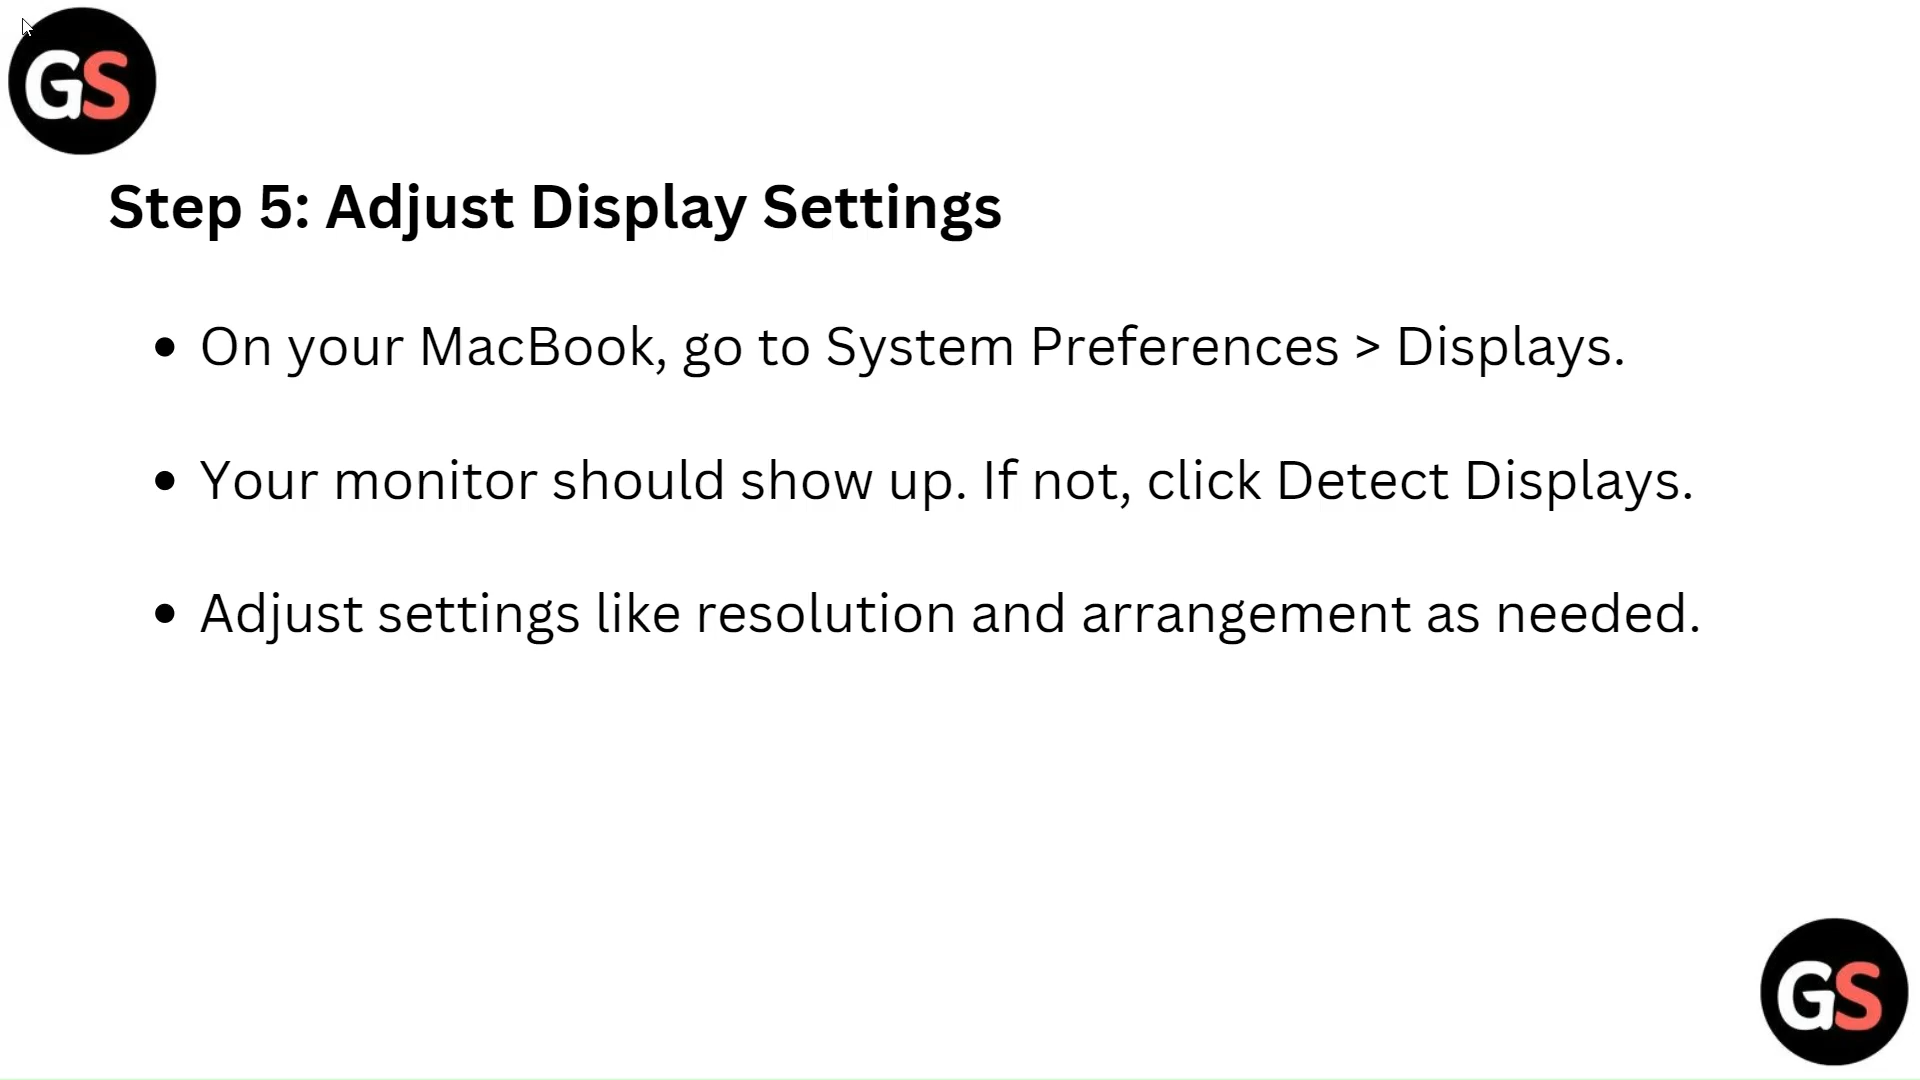 GS
Step 5: Adjust Display Settings
• On your MacBook, go to System Preferences > Displays.
• Your monitor should show up. If not, click Detect Displays.
• Adjust settings like resolution and arrangement as needed.
GS